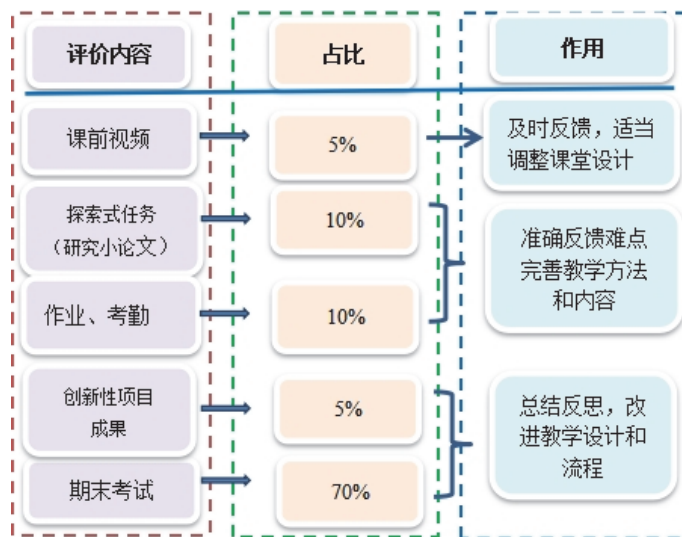 评价内容
占比
作用
课前视频
5%
及时反馈，适当
调整课堂设计
探索式任务
（研究小论文）
10%
作业、考勤
10%
准确反馈难点
完善教学方法
和内容
创新性项目
成果
5%
期末考试
70%
总结反思，改
进教学设计和
流程